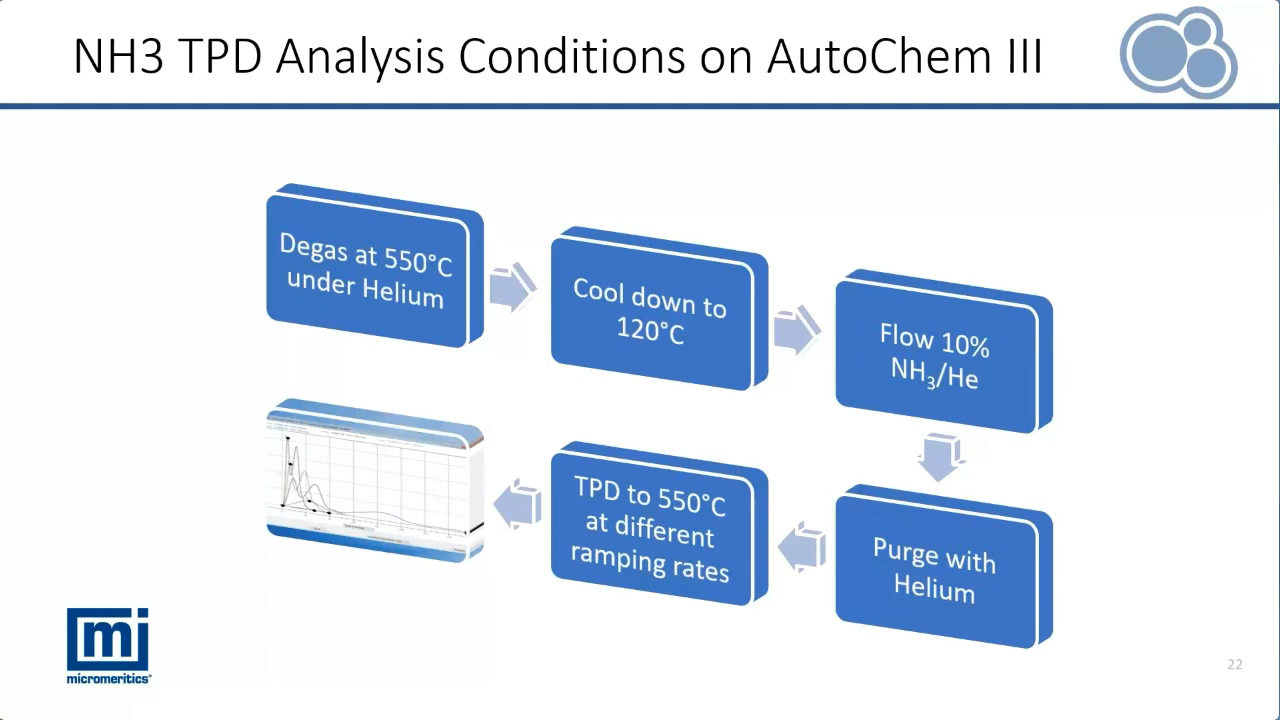 NH3 TPD Analysis Conditions on AutoChem III
Degas at 550°C
under Helium
Cool down to
120°C
Flow 10%
NH₃/He
Purge with
Helium
TPD to 550°C
at different
ramping rates
mi
micromeritics®
22